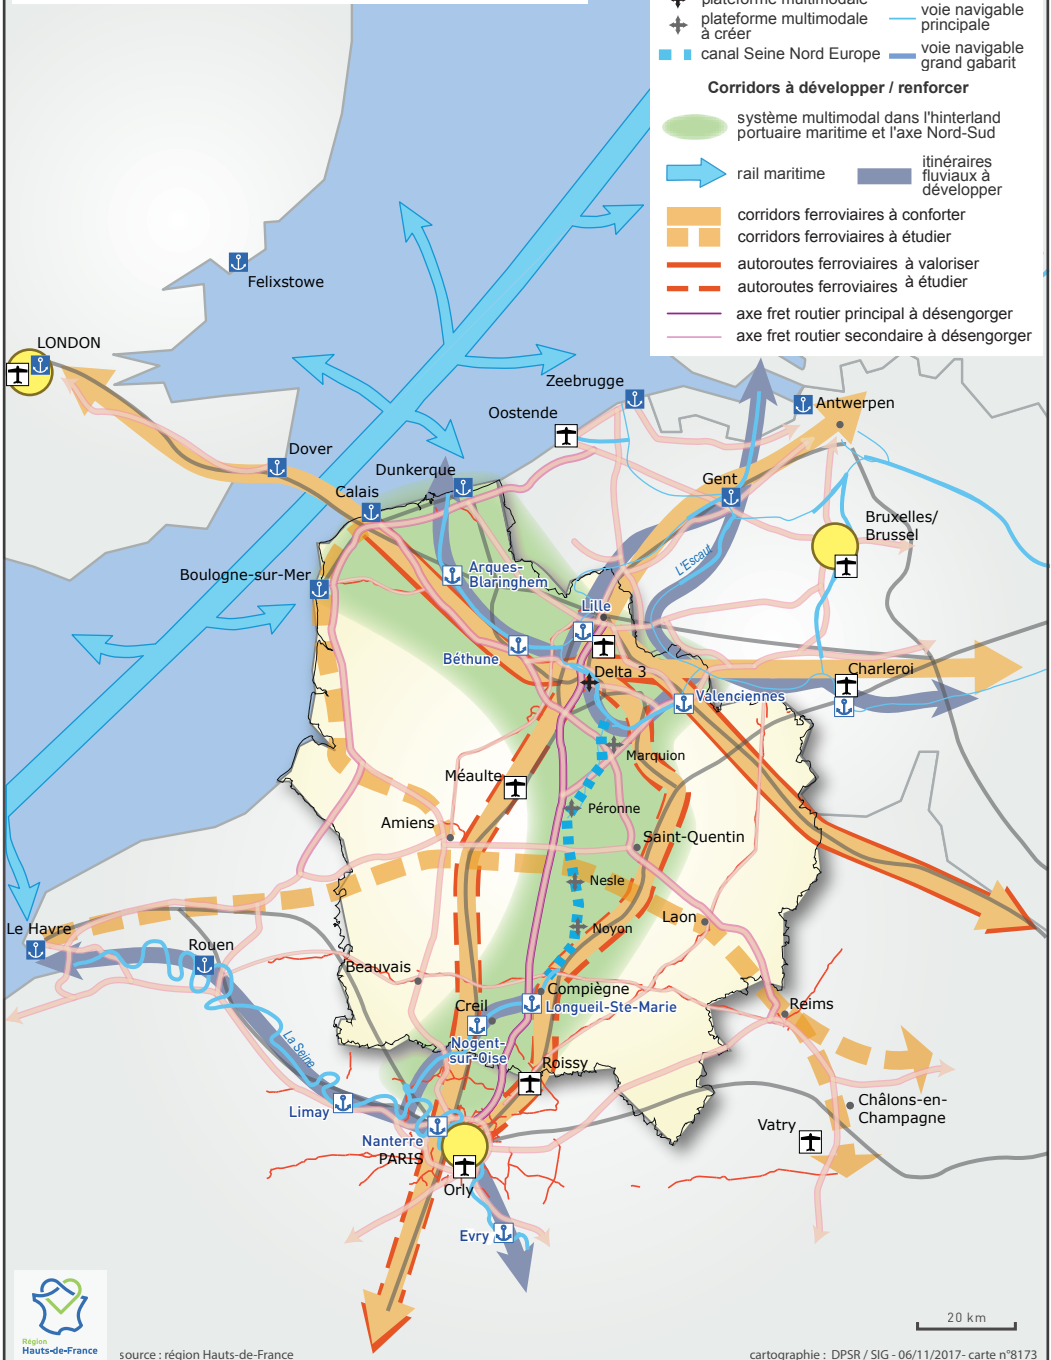 plateforme multimodale
plateforme multimodale
à créer
canal Seine Nord Europe
voie navigable
principale
voie navigable
grand gabarit
Corridors à développer / renforcer
système multimodal dans l'hinterland
portuaire maritime et l'axe Nord-Sud
rail maritime
itinéraires
fluviaux à
développer
corridors ferroviaires à conforter
corridors ferroviaires à étudier
autoroutes ferroviaires à valoriser
autoroutes ferroviaires à étudier
axe fret routier principal à désengorger
axe fret routier secondaire à désengorger
Felixstowe
LONDON
Zeebrugge
Oostende
Antwerpen
Dover
Dunkerque
Calais
Gent
Bruxelles/
Brussel
L'Escaut
Boulogne-sur-Mer
Arques-
Blaringhem
Lille
Béthune
Delta 3
Charleroi
Valenciennes
Marquion
Méaulte
Péronne
Amiens
Saint-Quentin
Nesle
Laon
Noyon
Le Havre
Rouen
Beauvais
Compiègne
Creil
Longueil-Ste-Marie
Reims
La Seine
Nogent-
sur-Oise
Roissy
Limay
Châlons-en-
Champagne
Vatry
Nanterre
PARIS
Orly
Evry
20 km
Région
Hauts-de-France
source : région Hauts-de-France
cartographie : DPSR / SIG - 06/11/2017- carte n°8173